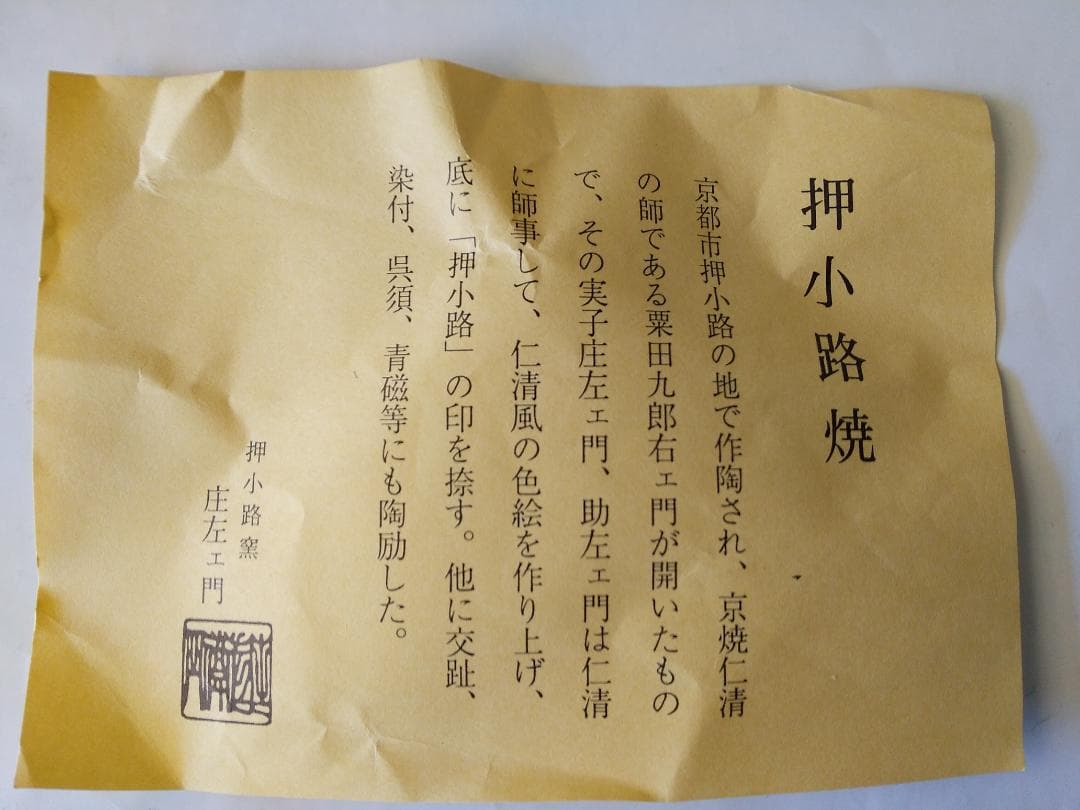 押小路焼
京都市押小路の地で作陶され、京焼仁清
の師である粟田九郎右ェ門が開いたもの
で、その実子庄左ェ門、助左ェ門は仁清
に師事して、仁清風の色絵を作り上げ、
底に「押小路」の印を捺す。他に交趾、
染付、呉須、青磁等にも陶励した。
押小路窯
庄左ェ門